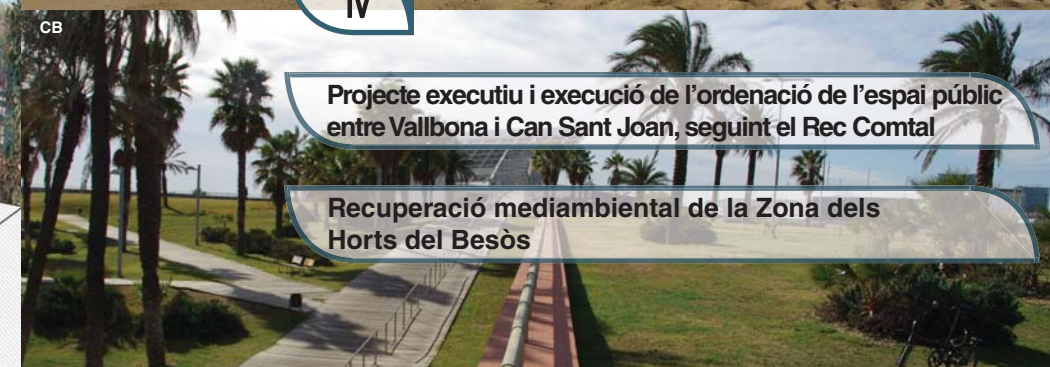 IV
CB
Projecte executiu i execució de l'ordenació de l'espai públic
entre Vallbona i Can Sant Joan, seguint el Rec Comtal
Recuperació mediambiental de la Zona dels
Horts del Besòs